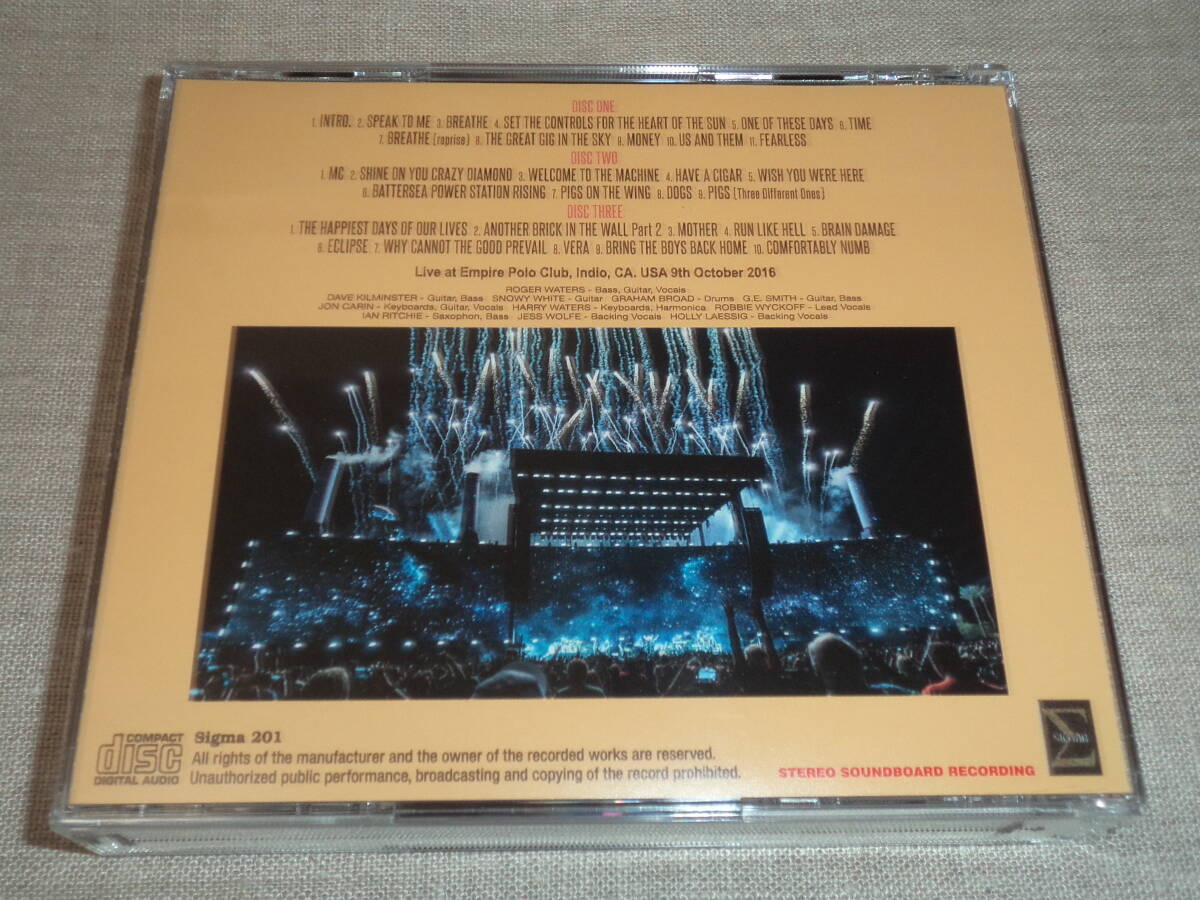 DISC ONE
1. INTRO. 2. SPEAK TO ME 3. BREATHE 4. SET THE CONTROLS FOR THE HEART OF THE SUN 5. ONE OF THESE DAYS 6. TIME
7. BREATHE (reprise) 8. THE GREAT GIG IN THE SKY 9. MONEY 10. US AND THEM 11. FEARLESS
DISC TWO
1. MC 2. SHINE ON YOU CRAZY DIAMOND 3. WELCOME TO THE MACHINE 4. HAVE A CIGAR 5. WISH YOU WERE HERE
6. BATTERSEA POWER STATION RISING 7. PIGS ON THE WING 8. DOGS 9. PIGS (Three Different Ones)
DISC THREE
1. THE HAPPIEST DAYS OF OUR LIVES 2. ANOTHER BRICK IN THE WALL Part 2 3. MOTHER 4. RUN LIKE HELL 5. BRAIN DAMAGE
6. ECLIPSE 7. WHY CANNOT THE GOOD PREVAIL 8. VERA 9. BRING THE BOYS BACK HOME 10. COMFORTABLY NUMB
Live at Empire Polo Club, Indio, CA. USA 9th October 2016
ROGER WATERS - Bass, Guitar, Vocals
DAVE KILMINSTER - Guitar, Bass SNOWY WHITE - Guitar GRAHAM BROAD - Drums G.E. SMITH - Guitar, Bass
JON CARIN - Keyboards, Guitar, Vocals HARRY WATERS - Keyboards, Harmonica ROBBIE WYCKOFF - Lead Vocals
IAN RITCHIE - Saxophon, Bass JESS WOLFE - Backing Vocals HOLLY LAESSIG - Backing Vocals
COMPACT
disc
DIGITAL AUDIO
Sigma 201
All rights of the manufacturer and the owner of the recorded works are reserved.
Unauthorized public performance, broadcasting and copying of the record prohibited.
STEREO SOUNDBOARD RECORDING
Σ
SIGMA